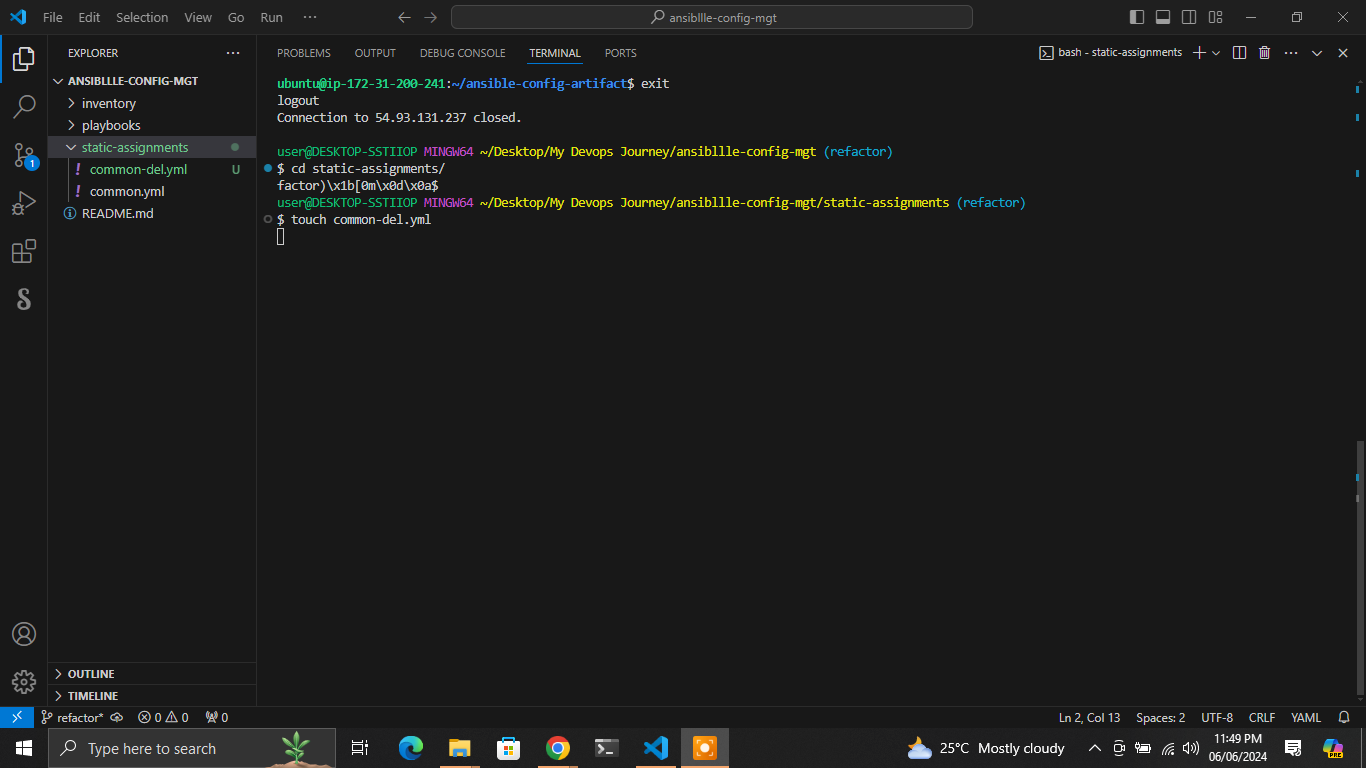 File Edit Selection View Go Run ··· ansibllle-config-mgt
EXPLORER ···
ANSIBLLLE-CONFIG-MGT
inventory
playbooks
static-assignments
! common-del.yml U
! common.yml
README.md
OUTLINE
TIMELINE
1
PROBLEMS OUTPUT DEBUG CONSOLE TERMINAL PORTS bash - static-assignments
ubuntu@ip-172-31-200-241:~/ansible-config-artifact$ exit
logout
Connection to 54.93.131.237 closed.
user@DESKTOP-SSTIIOP MINGW64 ~/Desktop/My Devops Journey/ansibllle-config-mgt (refactor)
$ cd static-assignments/
factor)\x1b[0m\x0d\x0a$
user@DESKTOP-SSTIIOP MINGW64 ~/Desktop/My Devops Journey/ansibllle-config-mgt/static-assignments (refactor)
$ touch common-del.yml
refactor* 0 0 0 Ln 2, Col 13 Spaces: 2 UTF-8 CRLF YAML
Type here to search 25°C Mostly cloudy 11:49 PM
06/06/2024
PRE